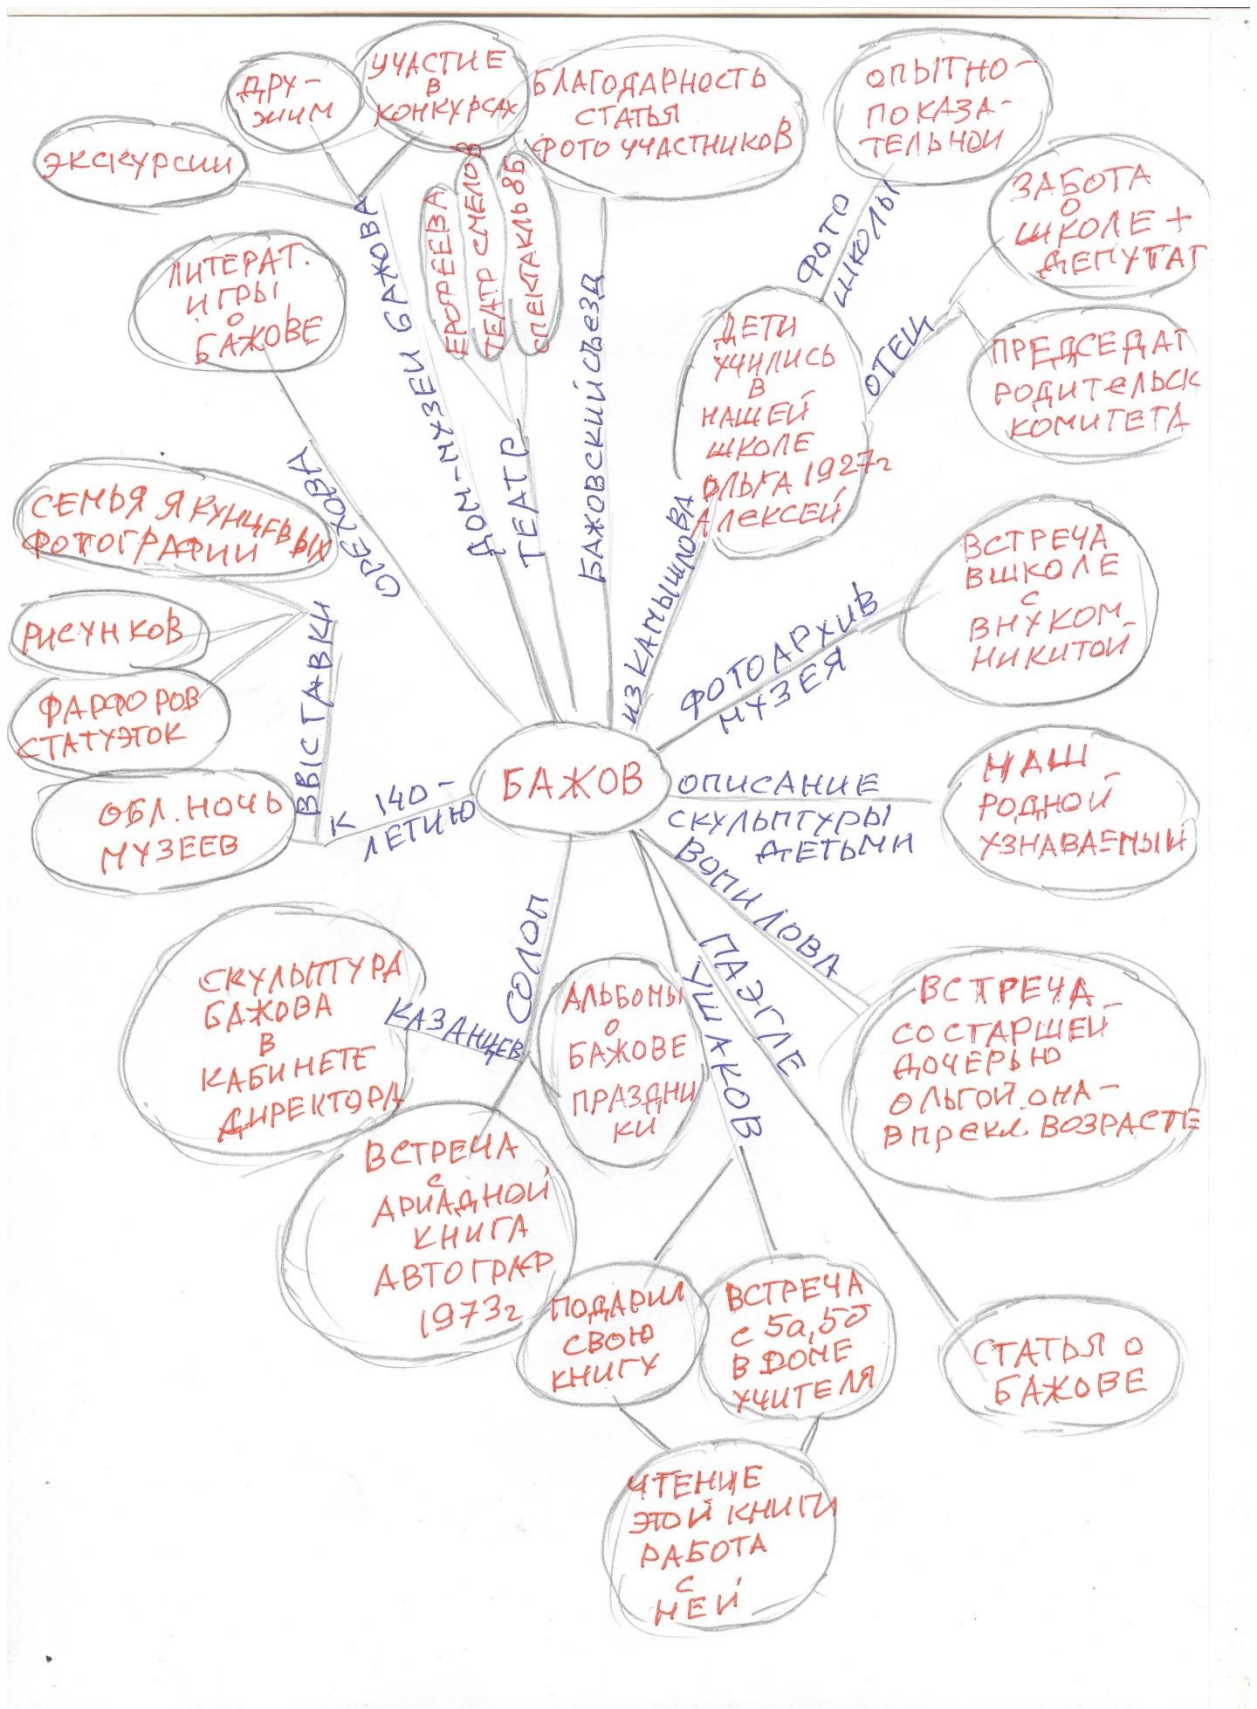 ДРУ-
ЖИМ
УЧАСТИЕ
В
КОНКУРСАХ
БЛАГОДАРНОСТЬ
СТАТЬЯ
ФОТО УЧАСТНИКОВ
ОПЫТНО-
ПОКАЗА-
ТЕЛЬНОЙ
ЭКСКУРСИИ
ЗАБОТА
О
ШКОЛЕ +
ДЕПУТАТ
ЛИТЕРАТ.
ИГРЫ
О
БАЖОВЕ
ДОМ-МУЗЕЙ БАЖОВА
ЕРОФЕЕВА
ТЕАТР СМЕЛОВ
СПЕКТАКЛЬ 8Б
ТЕАТР
БАЖОВСКИЙ СЪЕЗД
ФОТО
ШКОЛЫ
ОТЕЦ
ПРЕДСЕДАТ
РОДИТЕЛЬСК
КОМИТЕТА
ДЕТИ
УЧИЛИСЬ
В
НАШЕЙ
ШКОЛЕ
ОЛЬГА 1927г
АЛЕКСЕЙ
ИЗ КАМЫШЛОВА
ОРЕХОВА
СЕМЬЯ ЯКУНЦЕВЫХ
ФОТОГРАФИИ
РИСУНКОВ
ФАРФОРОВ
СТАТУЭТОК
ВЫСТАВКИ
ОБЛ. НОЧЬ
МУЗЕЕВ
К 140-
ЛЕТИЮ
БАЖОВ
ФОТОАРХИВ
МУЗЕЯ
ВСТРЕЧА
В ШКОЛЕ
С
ВНУКОМ
НИКИТОЙ
ОПИСАНИЕ
СКУЛЬПТУРЫ
ДЕТЬМИ
НАШ
РОДНОЙ
УЗНАВАЕМЫЙ
ВОПИЛОВА
ВСТРЕЧА
СО СТАРШЕЙ
ДОЧЕРЬЮ
ОЛЬГОЙ. ОНА-
В ПРЕКЛ. ВОЗРАСТЕ
ПАЭГЛЕ
УШАКОВ
СОЛОП
КАЗАНЦЕВ
СКУЛЬПТУРА
БАЖОВА
В
КАБИНЕТЕ
ДИРЕКТОРА
АЛЬБОМЫ
О
БАЖОВЕ
ПРАЗДНИ
КИ
ВСТРЕЧА
С
АРИАДНОЙ
КНИГА
АВТОГРАФ
1973г
ПОДАРИЛ
СВОЮ
КНИГУ
ВСТРЕЧА
с 5а, 5б
В ДОМЕ
УЧИТЕЛЯ
СТАТЬЯ О
БАЖОВЕ
ЧТЕНИЕ
ЭТОЙ КНИГИ
РАБОТА
С
НЕЙ